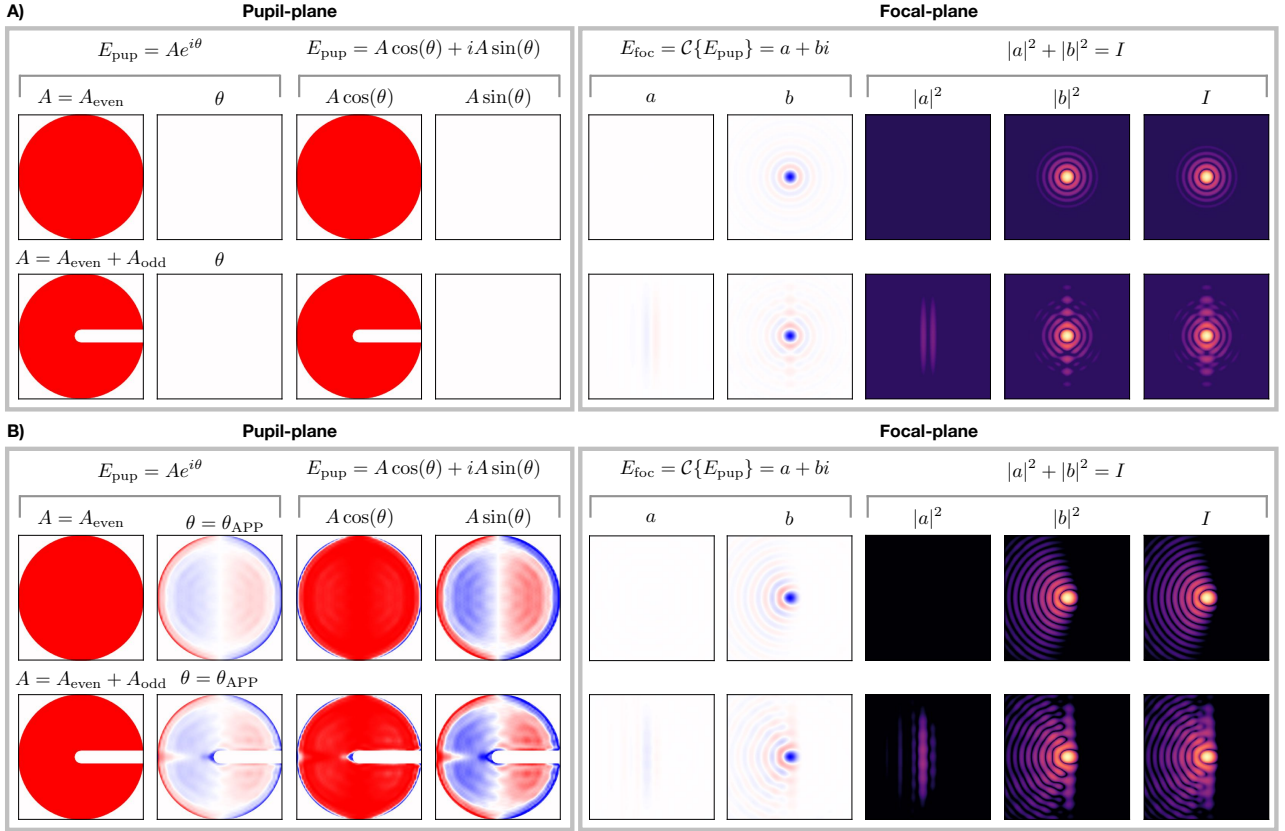 A) Pupil-plane Focal-plane
E_pup = Ae^{iθ} E_pup = A cos(θ) + iA sin(θ) E_foc = 𝒞{E_pup} = a + bi |a|² + |b|² = I
A = A_even θ A cos(θ) A sin(θ) a b |a|² |b|² I
A = A_even + A_odd θ
B) Pupil-plane Focal-plane
E_pup = Ae^{iθ} E_pup = A cos(θ) + iA sin(θ) E_foc = 𝒞{E_pup} = a + bi |a|² + |b|² = I
A = A_even θ = θ_APP A cos(θ) A sin(θ) a b |a|² |b|² I
A = A_even + A_odd θ = θ_APP